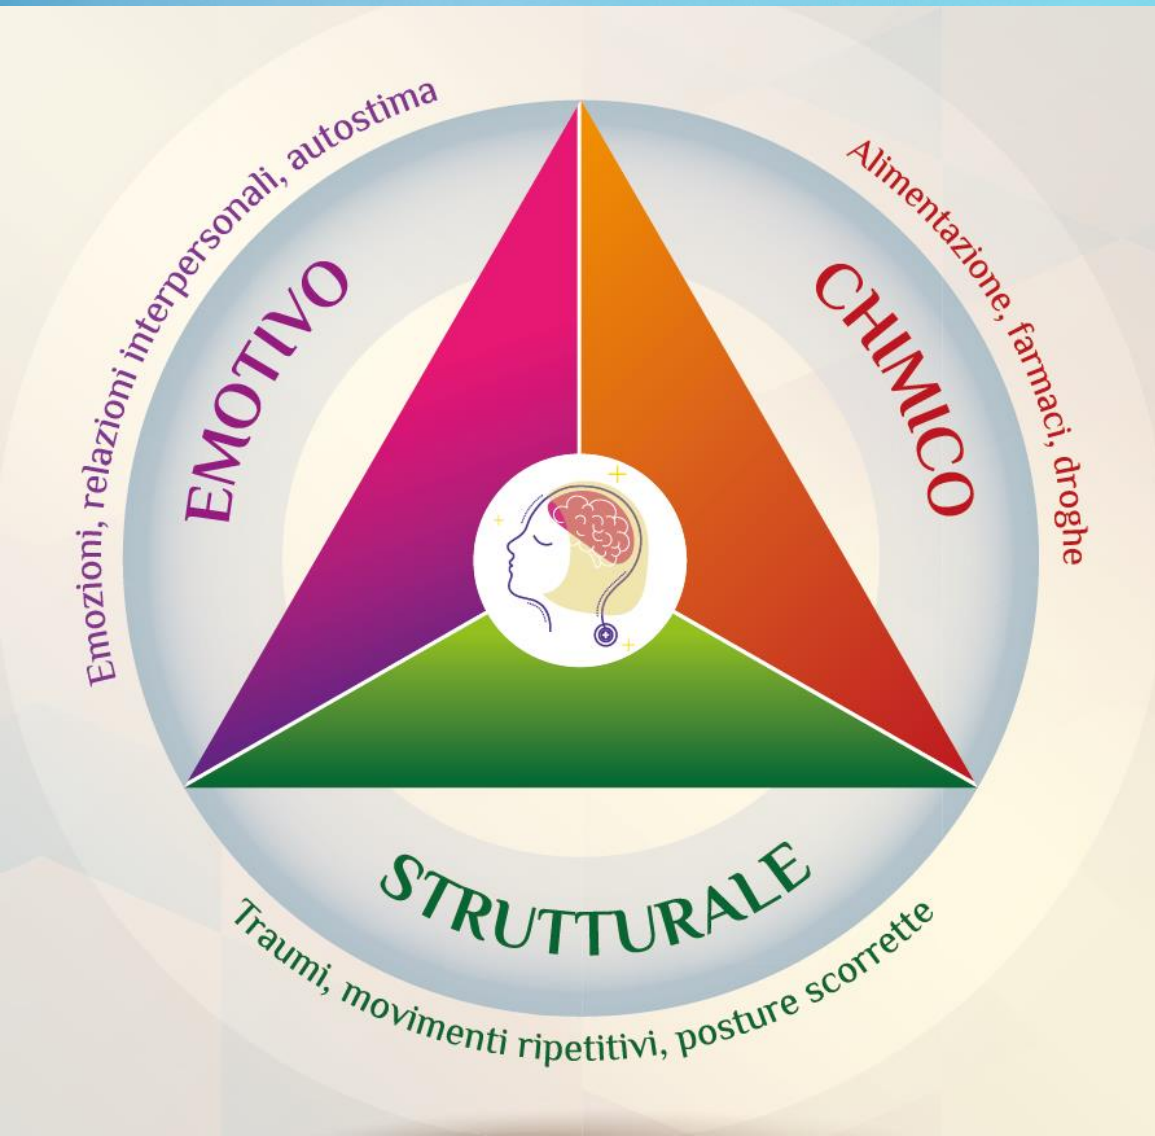 Emozioni, relazioni interpersonali, autostima
EMOTIVO
Alimentazione, farmaci, droghe
CHIMICO
STRUTTURALE
Traumi, movimenti ripetitivi, posture scorrette